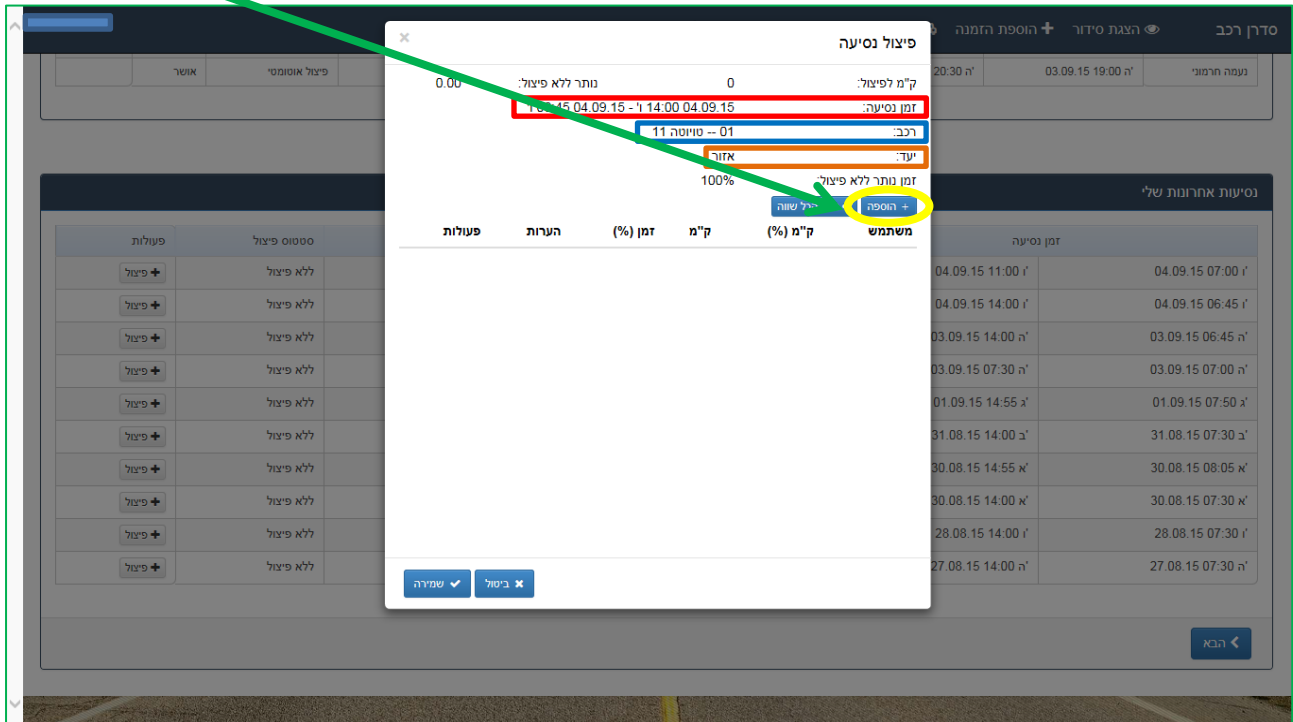 סדרן רכב הצגת סידור הוספת הזמנה
נעמה חרמוני ה' 03.09.15 19:00 ה' 20:30 פיצול אוטומטי אושר
פיצול נסיעה
ק"מ לפיצול: 0 נותר ללא פיצול: 0.00
זמן נסיעה: 04.09.15 14:00 ו' - 04.09.15
רכב: 01 -- טויוטה 11
יעד: אזור
זמן נותר ללא פיצול: 100%
+ הוספה הכל שווה
משתמש ק"מ (%) ק"מ זמן (%) הערות פעולות
ביטול שמירה
נסיעות אחרונות שלי
זמן נסיעה סטטוס פיצול פעולות
ו' 04.09.15 07:00 ו' 04.09.15 11:00 ללא פיצול פיצול
ו' 04.09.15 06:45 ו' 04.09.15 14:00 ללא פיצול פיצול
ה' 03.09.15 06:45 ה' 03.09.15 14:00 ללא פיצול פיצול
ה' 03.09.15 07:00 ה' 03.09.15 07:30 ללא פיצול פיצול
ג' 01.09.15 07:50 ג' 01.09.15 14:55 ללא פיצול פיצול
ב' 31.08.15 07:30 ב' 31.08.15 14:00 ללא פיצול פיצול
א' 30.08.15 08:05 א' 30.08.15 14:55 ללא פיצול פיצול
א' 30.08.15 07:30 א' 30.08.15 14:00 ללא פיצול פיצול
ו' 28.08.15 07:30 ו' 28.08.15 14:00 ללא פיצול פיצול
ה' 27.08.15 07:30 ה' 27.08.15 14:00 ללא פיצול פיצול
הבא